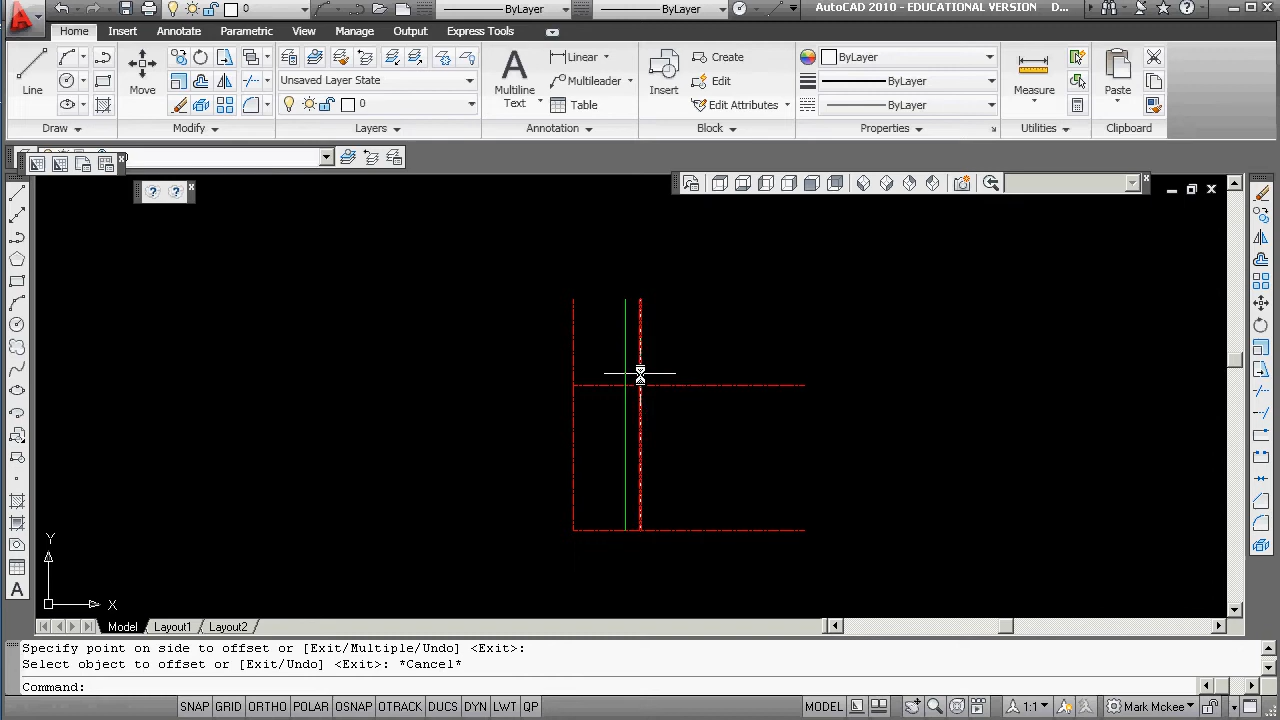 0 ByLayer ByLayer AutoCAD 2010 - EDUCATIONAL VERSION D...
Home Insert Annotate Parametric View Manage Output Express Tools
Line Move Unsaved Layer State 0 Multiline Text Linear Multileader Table Insert Create Edit Edit Attributes ByLayer ByLayer ByLayer Measure Paste
Draw Modify Layers Annotation Block Properties Utilities Clipboard
Y
X
Model Layout1 Layout2
Specify point on side to offset or [Exit/Multiple/Undo] <Exit>:
Select object to offset or [Exit/Undo] <Exit>: *Cancel*
Command:
SNAP GRID ORTHO POLAR OSNAP OTRACK DUCS DYN LWT QP MODEL 1:1 Mark Mckee